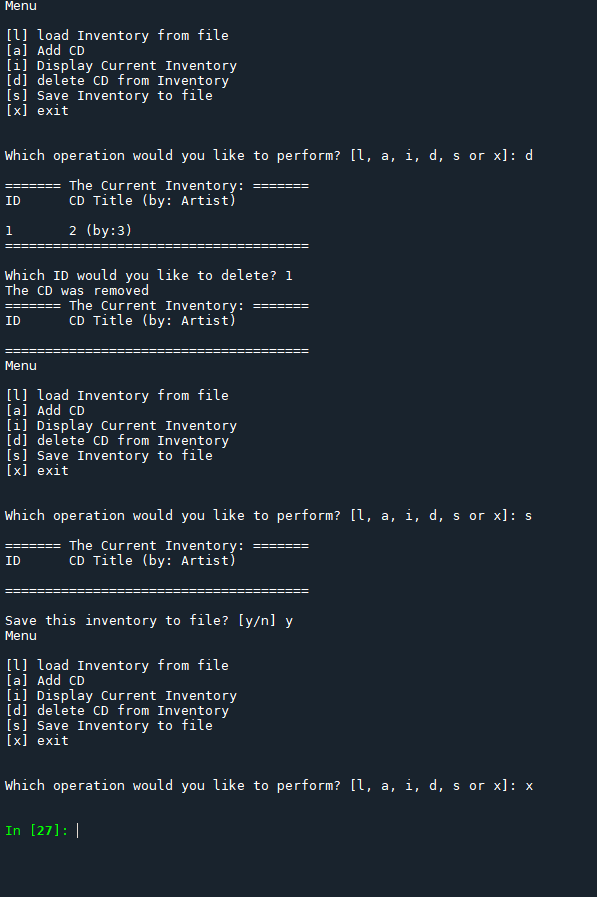 Menu
[l] load Inventory from file
[a] Add CD
[i] Display Current Inventory
[d] delete CD from Inventory
[s] Save Inventory to file
[x] exit
Which operation would you like to perform? [l, a, i, d, s or x]: d
======= The Current Inventory: =======
ID      CD Title (by: Artist)
1       2 (by:3)
======================================
Which ID would you like to delete? 1
The CD was removed
======= The Current Inventory: =======
ID      CD Title (by: Artist)
======================================
Menu
[l] load Inventory from file
[a] Add CD
[i] Display Current Inventory
[d] delete CD from Inventory
[s] Save Inventory to file
[x] exit
Which operation would you like to perform? [l, a, i, d, s or x]: s
======= The Current Inventory: =======
ID      CD Title (by: Artist)
======================================
Save this inventory to file? [y/n] y
Menu
[l] load Inventory from file
[a] Add CD
[i] Display Current Inventory
[d] delete CD from Inventory
[s] Save Inventory to file
[x] exit
Which operation would you like to perform? [l, a, i, d, s or x]: x
In [27]: